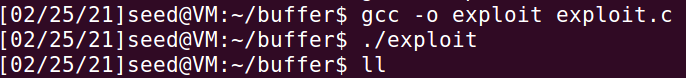 [02/25/21]seed@VM:~/buffer$ gcc -o exploit exploit.c
[02/25/21]seed@VM:~/buffer$ ./exploit
[02/25/21]seed@VM:~/buffer$ ll